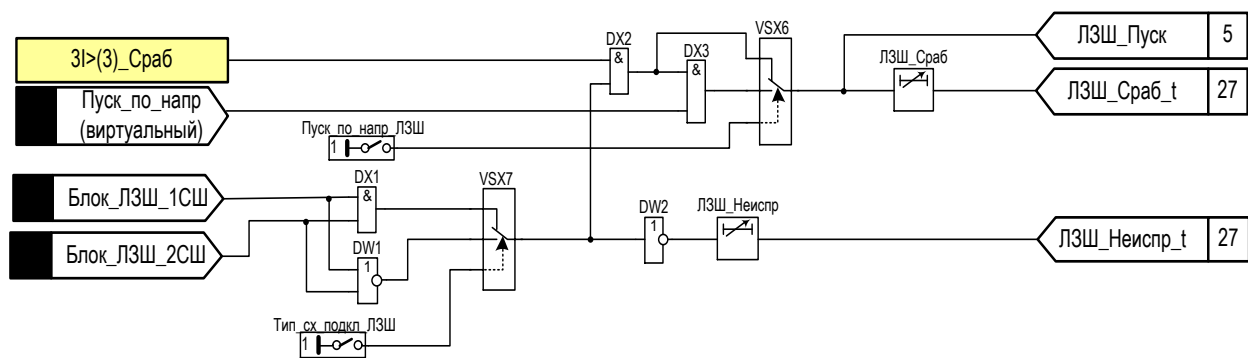 3I>(3)_Сраб
Пуск_по_напр
(виртуальный)
Пуск_по_напр_ЛЗШ
1
DX2
&
DX3
&
VSX6
ЛЗШ_Сраб
ЛЗШ_Пуск 5
ЛЗШ_Сраб_t 27
Блок_ЛЗШ_1СШ
Блок_ЛЗШ_2СШ
DX1
&
DW1
1
VSX7
Тип_сх_подкл_ЛЗШ
1
DW2
1
ЛЗШ_Неиспр
ЛЗШ_Неиспр_t 27